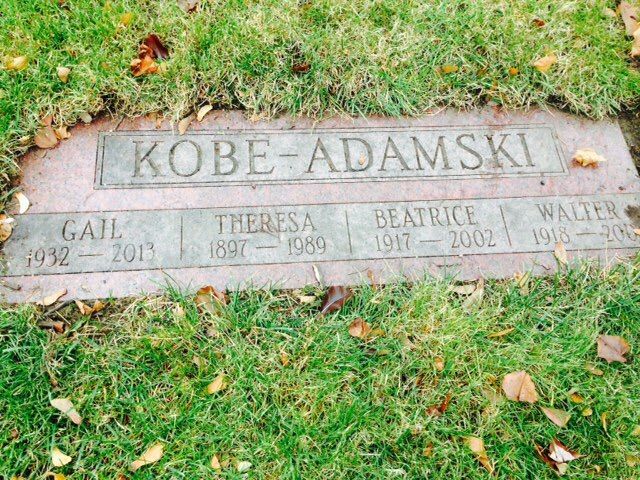 KOBE-ADAMSKI
GAIL THERESA BEATRICE WALTER
1932 — 2013 1897 — 1989 1917 — 2002 1918 —